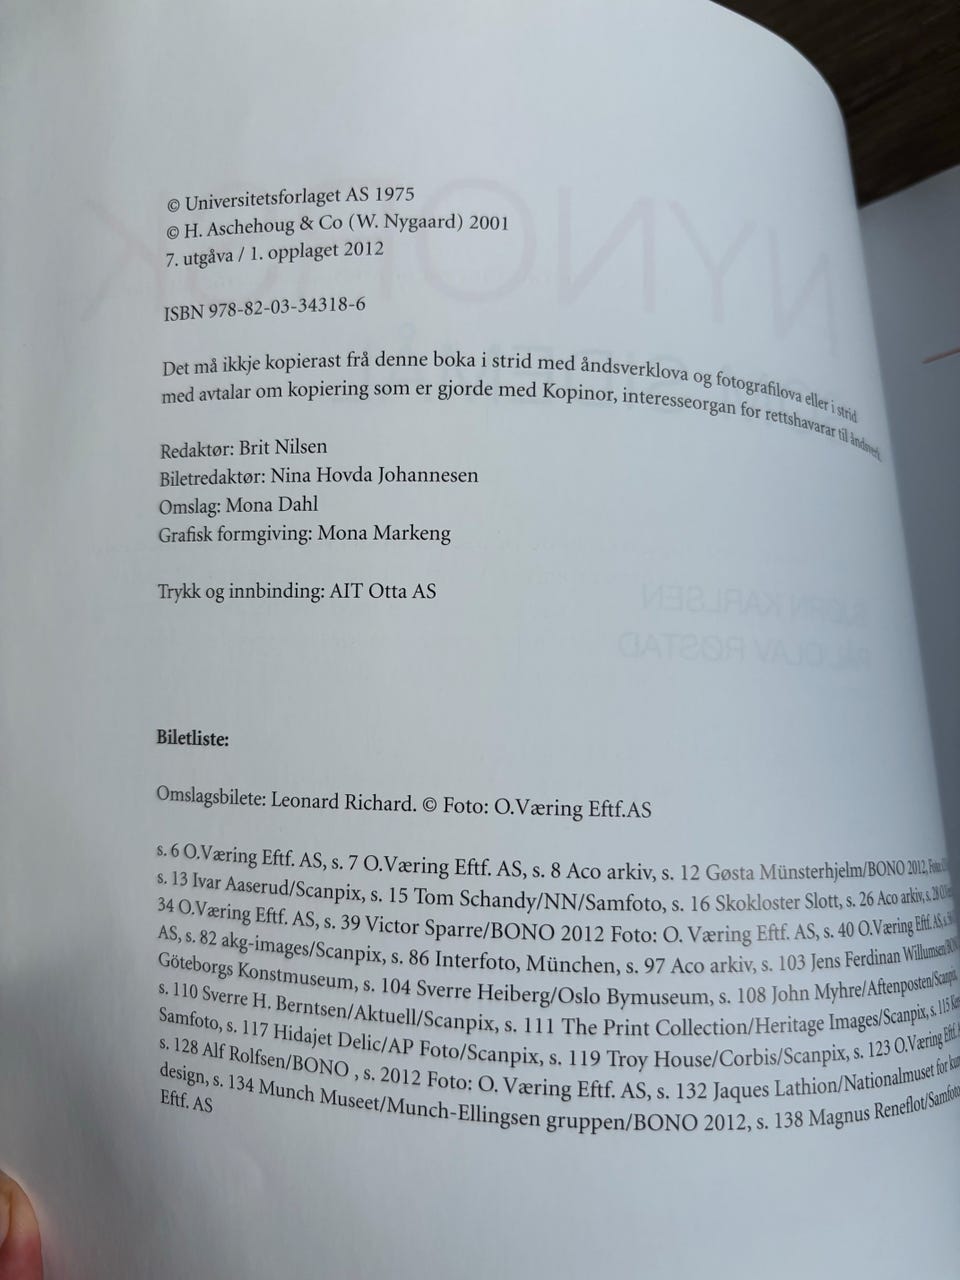 © Universitetsforlaget AS 1975
© H. Aschehoug & Co (W. Nygaard) 2001
7. utgåva / 1. opplaget 2012
ISBN 978-82-03-34318-6
Det må ikkje kopierast frå denne boka i strid med åndsverklova og fotografilova eller i strid
med avtalar om kopiering som er gjorde med Kopinor, interesseorgan for rettshavarar til åndsverk.
Redaktør: Brit Nilsen
Biletredaktør: Nina Hovda Johannesen
Omslag: Mona Dahl
Grafisk formgiving: Mona Markeng
Trykk og innbinding: AIT Otta AS
Biletliste:
Omslagsbilete: Leonard Richard. © Foto: O.Væring Eftf.AS
s. 6 O.Væring Eftf. AS, s. 7 O.Væring Eftf. AS, s. 8 Aco arkiv, s. 12 Gøsta Münsterhjelm/BONO 2012,
s. 13 Ivar Aaserud/Scanpix, s. 15 Tom Schandy/NN/Samfoto, s. 16 Skokloster Slott, s. 26 Aco arkiv, s. 28
34 O.Væring Eftf. AS, s. 39 Victor Sparre/BONO 2012 Foto: O. Væring Eftf. AS, s. 40 O.Væring Eftf. AS,
AS, s. 82 akg-images/Scanpix, s. 86 Interfoto, München, s. 97 Aco arkiv, s. 103 Jens Ferdinan Willumsen/
Göteborgs Konstmuseum, s. 104 Sverre Heiberg/Oslo Bymuseum, s. 108 John Myhre/Aftenposten/Scanpix,
s. 110 Sverre H. Berntsen/Aktuell/Scanpix, s. 111 The Print Collection/Heritage Images/Scanpix, s. 115
Samfoto, s. 117 Hidajet Delic/AP Foto/Scanpix, s. 119 Troy House/Corbis/Scanpix, s. 123 O.Væring Eftf.
s. 128 Alf Rolfsen/BONO , s. 2012 Foto: O. Væring Eftf. AS, s. 132 Jaques Lathion/Nationalmuset for
design, s. 134 Munch Museet/Munch-Ellingsen gruppen/BONO 2012, s. 138 Magnus Reneflot/Samfoto
Eftf. AS